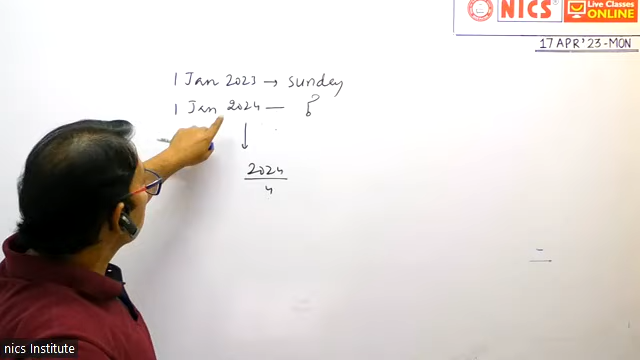 NICS
Live Classes
ONLINE
17 APR'23-MON
1 Jan 2023 → sunday
1 Jan 2024 — ?
2024
4
nics Institute